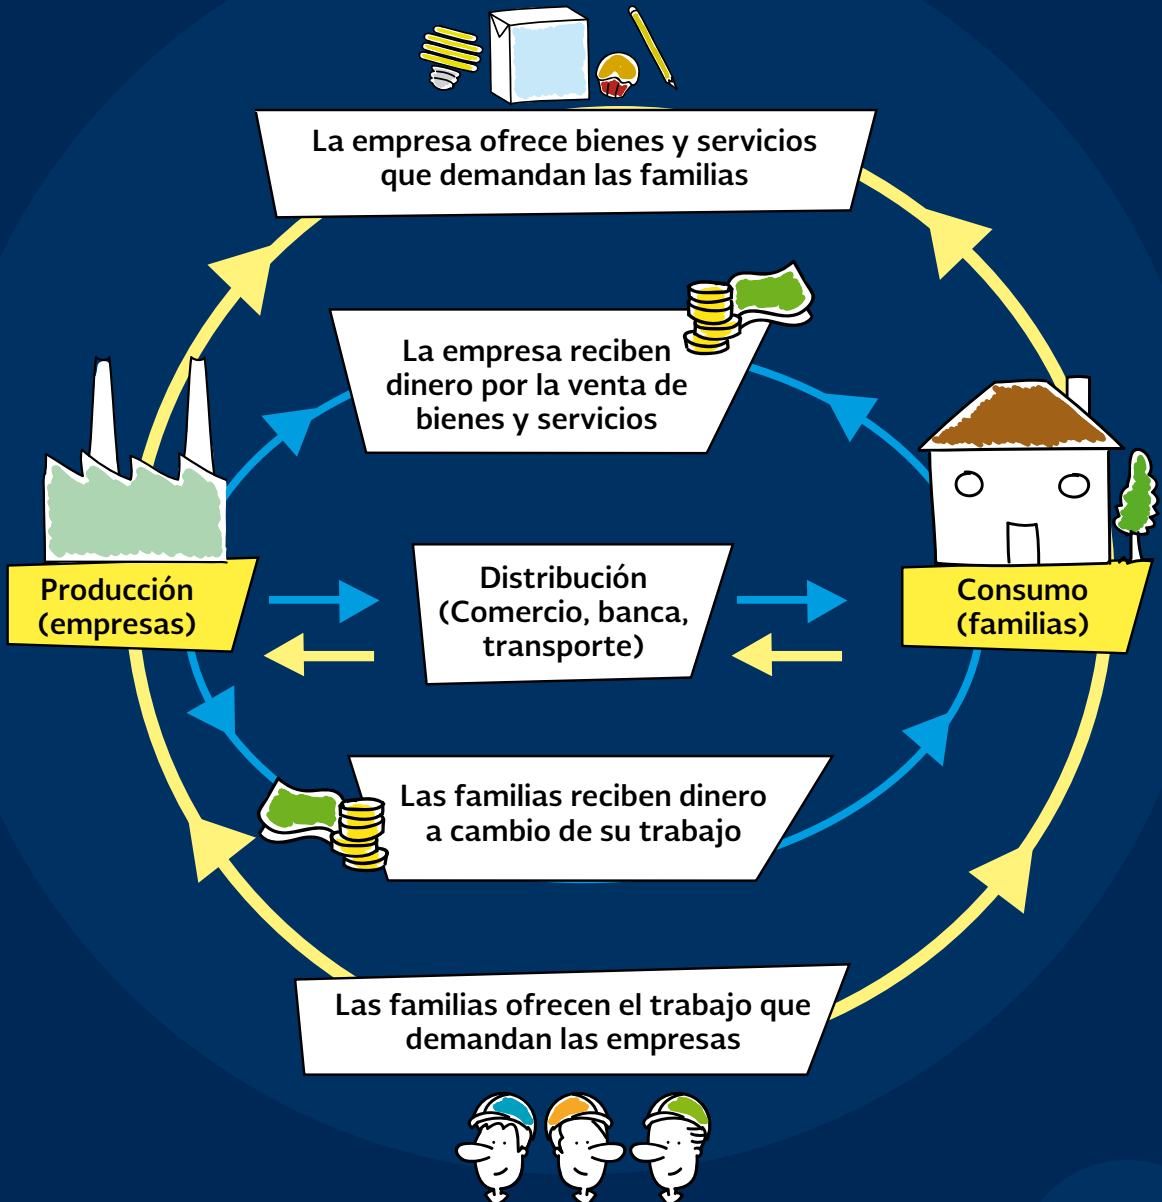 La empresa ofrece bienes y servicios
que demandan las familias
La empresa reciben
dinero por la venta de
bienes y servicios
Producción
(empresas)
Distribución
(Comercio, banca,
transporte)
Consumo
(familias)
Las familias reciben dinero
a cambio de su trabajo
Las familias ofrecen el trabajo que
demandan las empresas